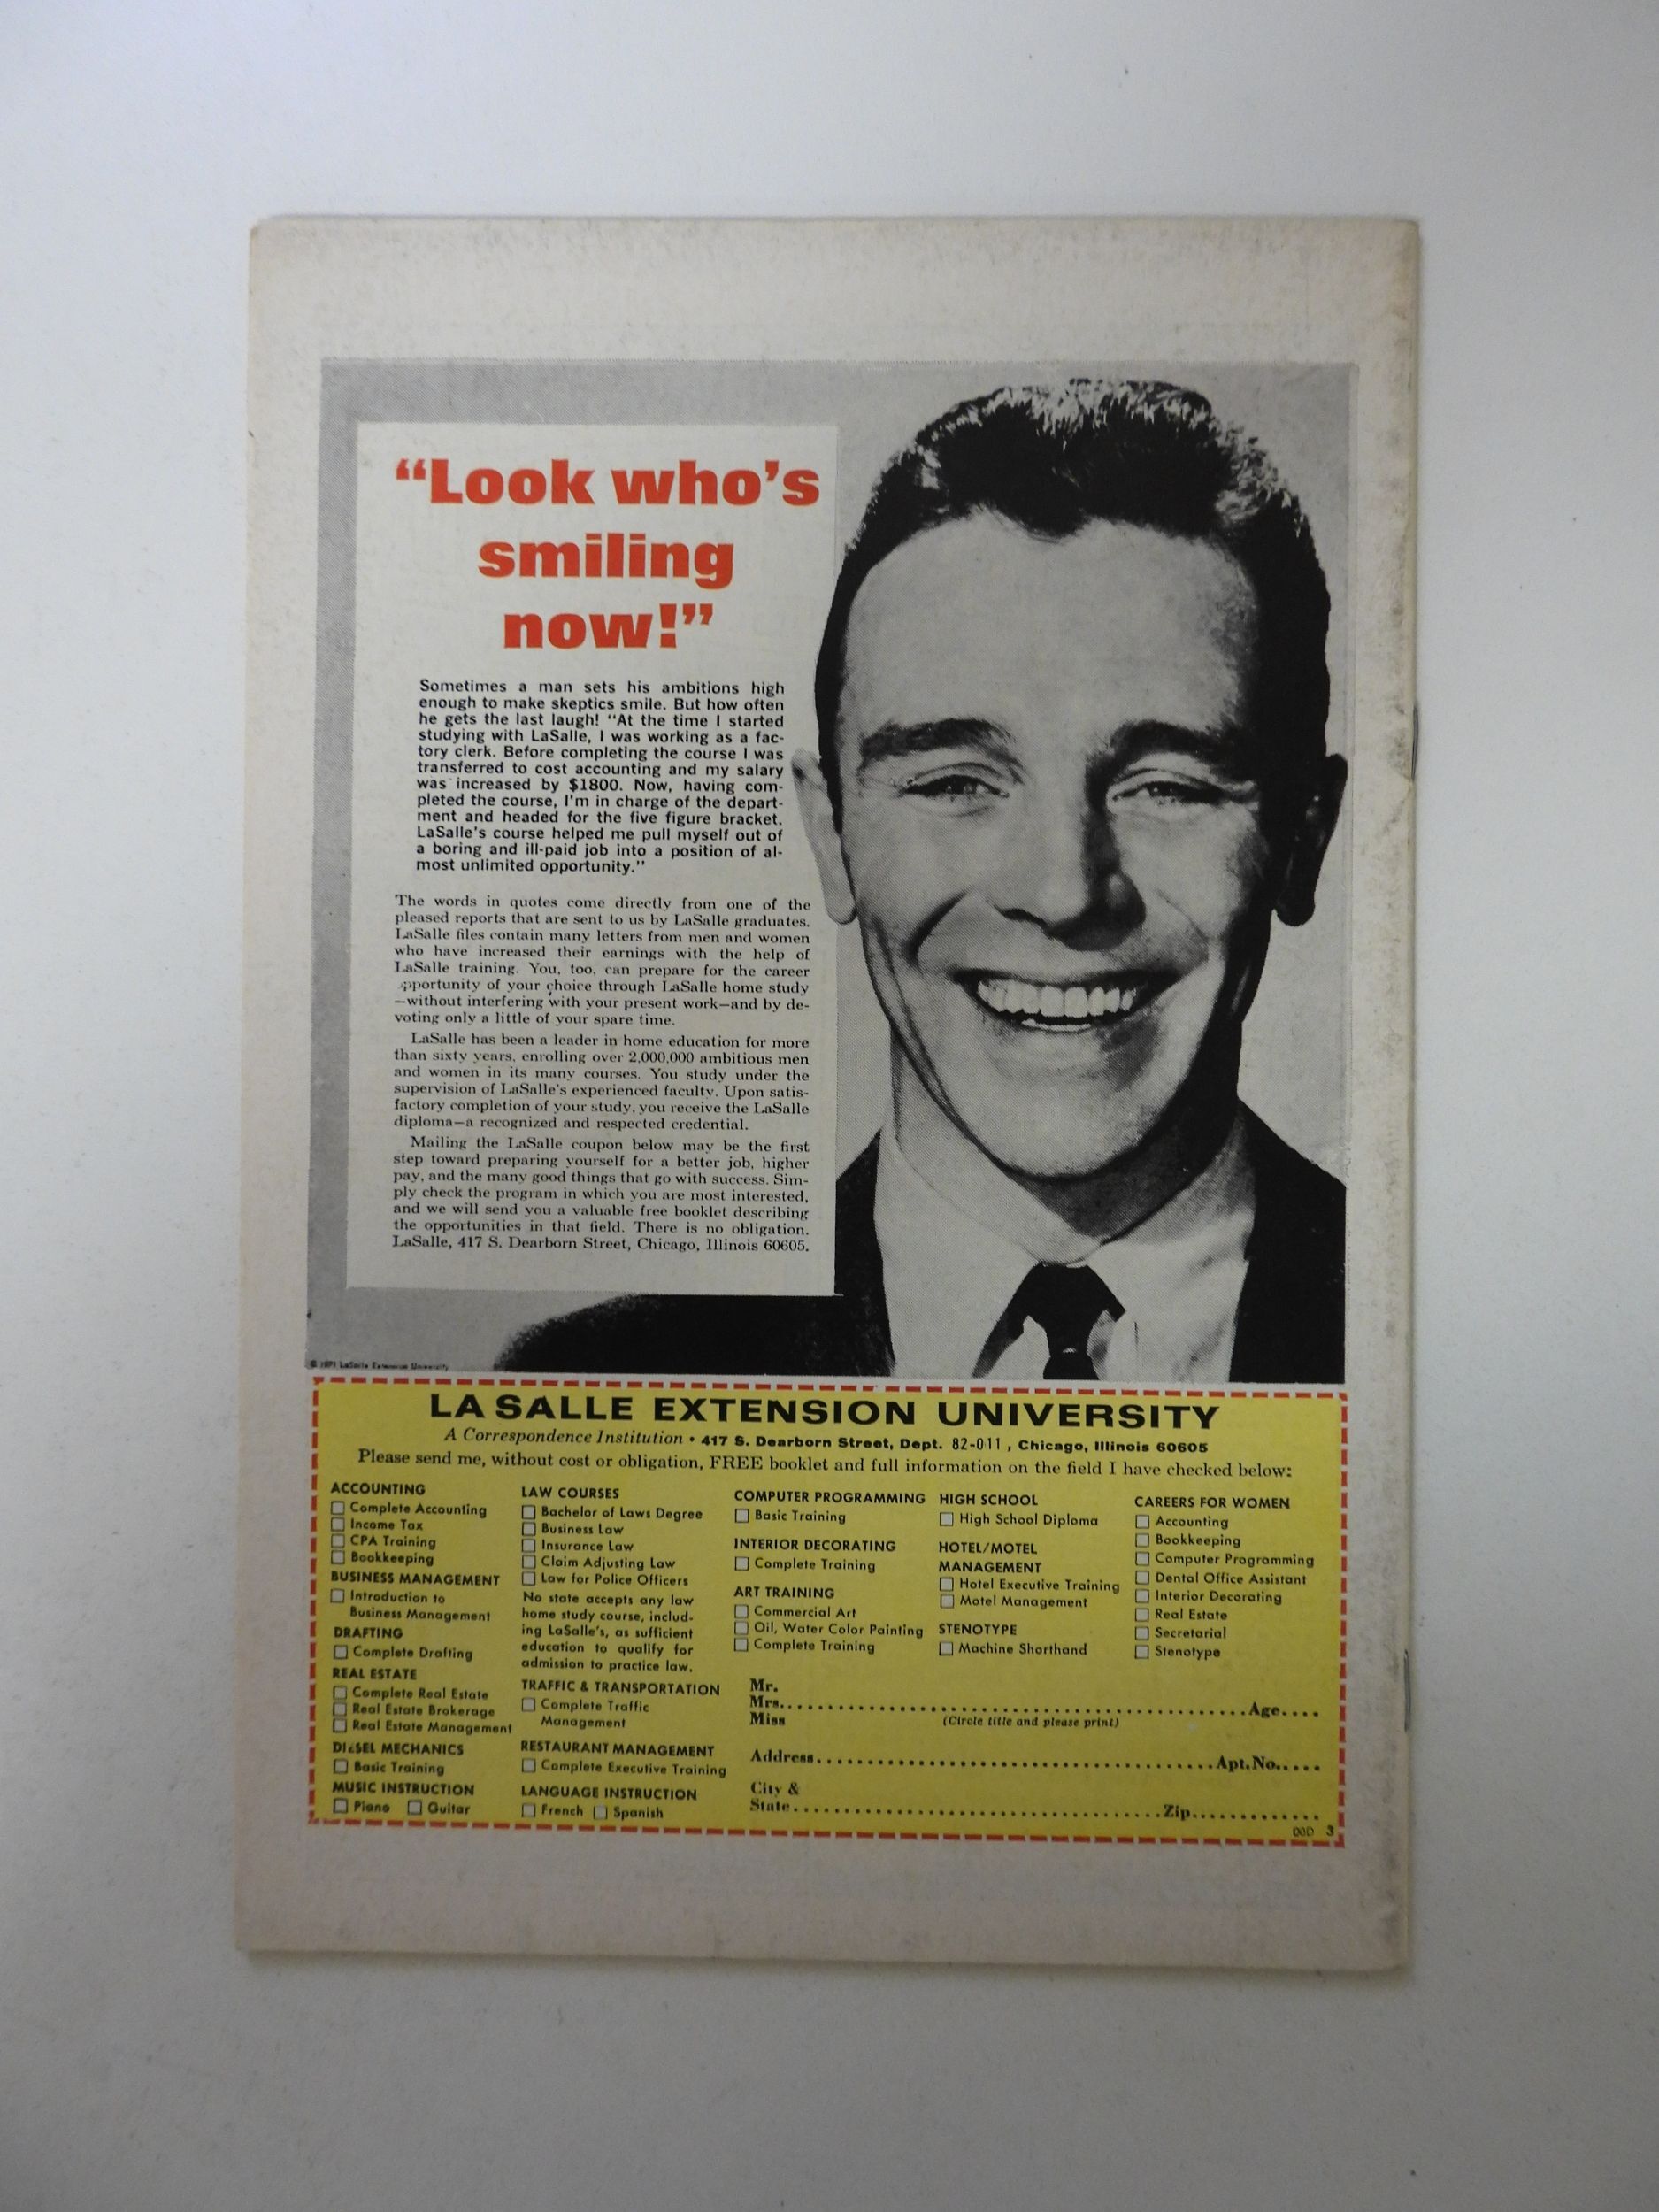 “Look who’s
smiling
now!”
Sometimes a man sets his ambitions high
enough to make skeptics smile. But how often
he gets the last laugh! “At the time I started
studying with LaSalle, I was working as a fac-
tory clerk. Before completing the course I was
transferred to cost accounting and my salary
was increased by $1800. Now, having com-
pleted the course, I’m in charge of the depart-
ment and headed for the five figure bracket.
LaSalle’s course helped me pull myself out of
a boring and ill-paid job into a position of al-
most unlimited opportunity.”
The words in quotes come directly from one of the
pleased reports that are sent to us by LaSalle graduates.
LaSalle files contain many letters from men and women
who have increased their earnings with the help of
LaSalle training. You, too, can prepare for the career
opportunity of your choice through LaSalle home study
—without interfering with your present work—and by de-
voting only a little of your spare time.
LaSalle has been a leader in home education for more
than sixty years, enrolling over 2,000,000 ambitious men
and women in its many courses. You study under the
supervision of LaSalle’s experienced faculty. Upon satis-
factory completion of your study, you receive the LaSalle
diploma—a recognized and respected credential.
Mailing the LaSalle coupon below may be the first
step toward preparing yourself for a better job, higher
pay, and the many good things that go with success. Sim-
ply check the program in which you are most interested,
and we will send you a valuable free booklet describing
the opportunities in that field. There is no obligation.
LaSalle, 417 S. Dearborn Street, Chicago, Illinois 60605.
© 1971 LaSalle Extension University
LA SALLE EXTENSION UNIVERSITY
A Correspondence Institution • 417 S. Dearborn Street, Dept. 82-011, Chicago, Illinois 60605
Please send me, without cost or obligation, FREE booklet and full information on the field I have checked below:
ACCOUNTING
Complete Accounting
Income Tax
CPA Training
Bookkeeping
BUSINESS MANAGEMENT
Introduction to
Business Management
DRAFTING
Complete Drafting
REAL ESTATE
Complete Real Estate
Real Estate Brokerage
Real Estate Management
DIESEL MECHANICS
Basic Training
MUSIC INSTRUCTION
Piano Guitar
LAW COURSES
Bachelor of Laws Degree
Business Law
Insurance Law
Claim Adjusting Law
Law for Police Officers
No state accepts any law
home study course, includ-
ing LaSalle’s, as sufficient
education to qualify for
admission to practice law.
TRAFFIC & TRANSPORTATION
Complete Traffic
Management
RESTAURANT MANAGEMENT
Complete Executive Training
LANGUAGE INSTRUCTION
French Spanish
COMPUTER PROGRAMMING
Basic Training
INTERIOR DECORATING
Complete Training
ART TRAINING
Commercial Art
Oil, Water Color Painting
Complete Training
HIGH SCHOOL
High School Diploma
HOTEL/MOTEL
MANAGEMENT
Hotel Executive Training
Motel Management
STENOTYPE
Machine Shorthand
CAREERS FOR WOMEN
Accounting
Bookkeeping
Computer Programming
Dental Office Assistant
Interior Decorating
Real Estate
Secretarial
Stenotype
Mr.
Mrs. Age
Miss (Circle title and please print)
Address Apt.No.
City &
State Zip
00D 3